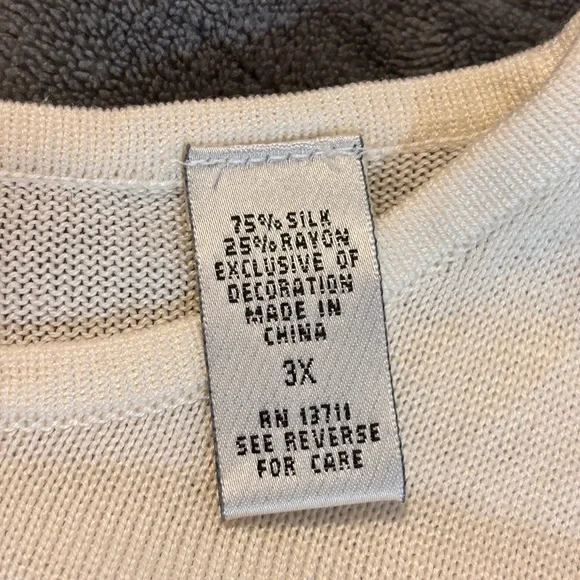 75% SILK
25% RAYON
EXCLUSIVE OF
DECORATION
MADE IN
CHINA
3X
RN 13711
SEE REVERSE
FOR CARE